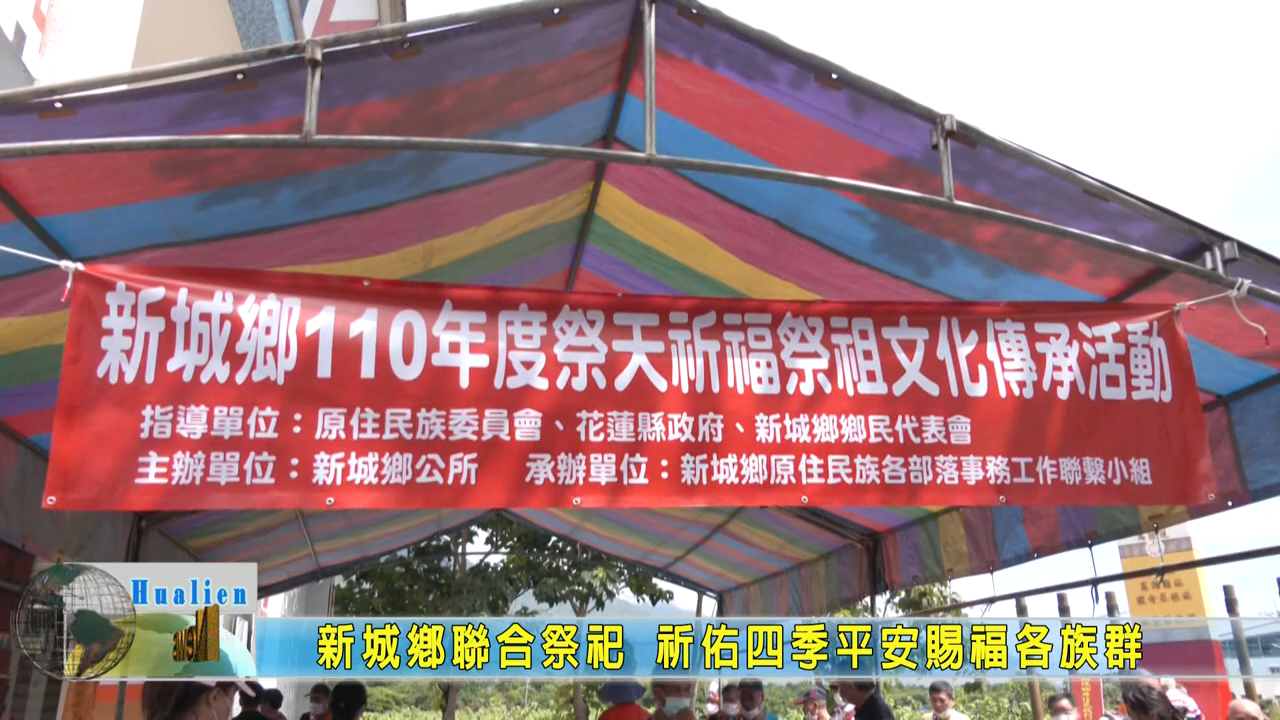 新城鄉110年度祭天祈福祭祖文化傳承活動
指導單位：原住民族委員會、花蓮縣政府、新城鄉鄉民代表會
主辦單位：新城鄉公所　承辦單位：新城鄉原住民族各部落事務工作聯繫小組
Hualien
新城鄉聯合祭祀 祈佑四季平安賜福各族群